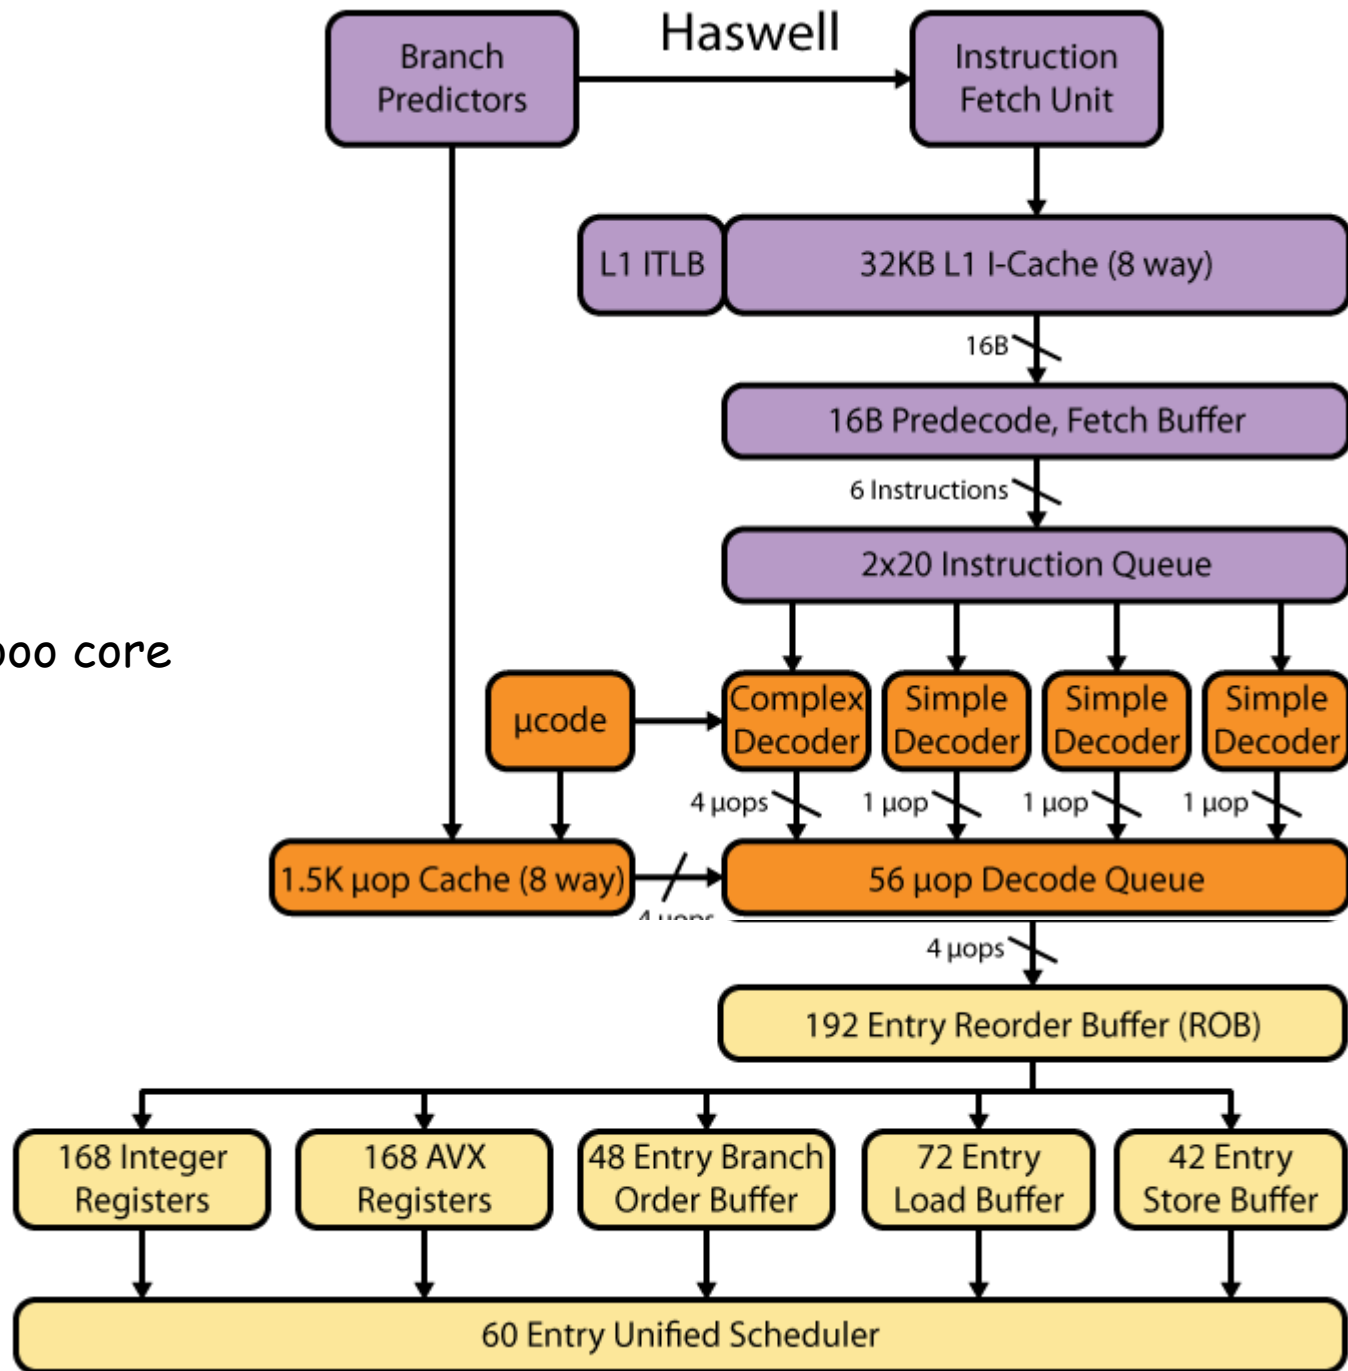 Haswell
Branch
Predictors
Instruction
Fetch Unit
L1 ITLB
32KB L1 I-Cache (8 way)
16B
16B Predecode, Fetch Buffer
6 Instructions
2x20 Instruction Queue
ooo core
µcode
Complex
Decoder
Simple
Decoder
Simple
Decoder
Simple
Decoder
4 µops
1 µop
1 µop
1 µop
1.5K µop Cache (8 way)
4 µops
56 µop Decode Queue
4 µops
192 Entry Reorder Buffer (ROB)
168 Integer
Registers
168 AVX
Registers
48 Entry Branch
Order Buffer
72 Entry
Load Buffer
42 Entry
Store Buffer
60 Entry Unified Scheduler